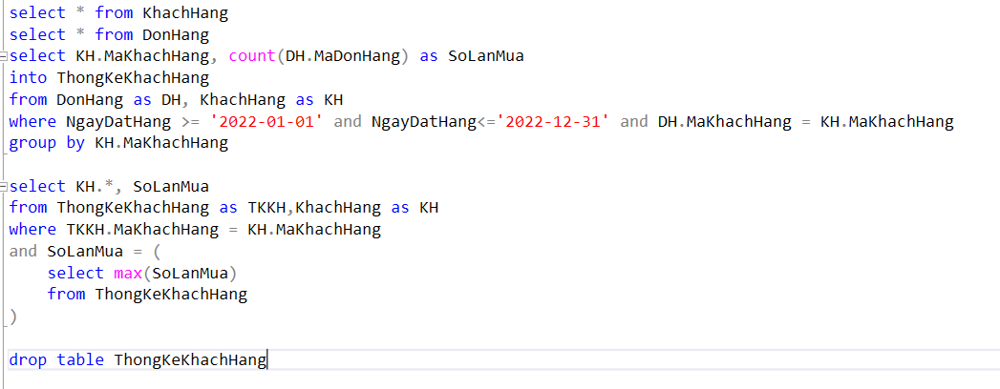 select * from KhachHang
select * from DonHang
select KH.MaKhachHang, count(DH.MaDonHang) as SoLanMua
into ThongKeKhachHang
from DonHang as DH, KhachHang as KH
where NgayDatHang >= '2022-01-01' and NgayDatHang<='2022-12-31' and DH.MaKhachHang = KH.MaKhachHang
group by KH.MaKhachHang
select KH.*, SoLanMua
from ThongKeKhachHang as TKKH,KhachHang as KH
where TKKH.MaKhachHang = KH.MaKhachHang
and SoLanMua = (
    select max(SoLanMua)
    from ThongKeKhachHang
)
drop table ThongKeKhachHang